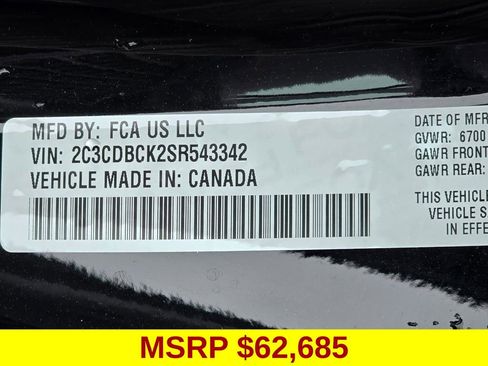 MFD BY: FCA US LLC
VIN: 2C3CDBCK2SR543342
VEHICLE MADE IN: CANADA
DATE OF MFR
GVWR: 6700
GAWR FRONT
GAWR REAR:
THIS VEHICLE
VEHICLE S
IN EFFE
MSRP $62,685